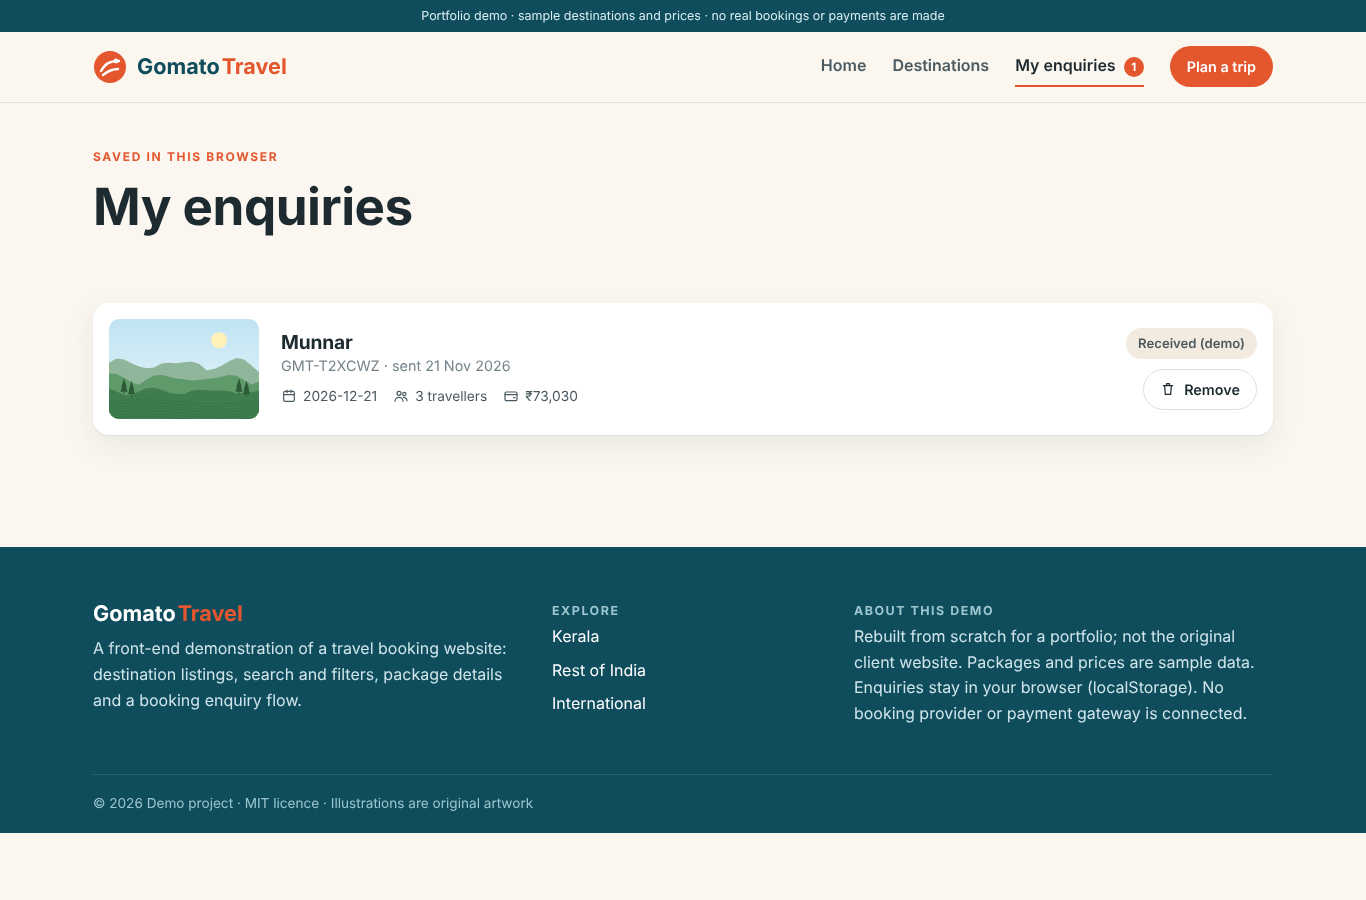 Portfolio demo · sample destinations and prices · no real bookings or payments are made
Gomato Travel
Home
Destinations
My enquiries 1
Plan a trip
SAVED IN THIS BROWSER
My enquiries
Munnar
GMT-T2XCWZ · sent 21 Nov 2026
2026-12-21 3 travellers ₹73,030
Received (demo)
Remove
Gomato Travel
A front-end demonstration of a travel booking website:
destination listings, search and filters, package details
and a booking enquiry flow.
EXPLORE
Kerala
Rest of India
International
ABOUT THIS DEMO
Rebuilt from scratch for a portfolio; not the original
client website. Packages and prices are sample data.
Enquiries stay in your browser (localStorage). No
booking provider or payment gateway is connected.
© 2026 Demo project · MIT licence · Illustrations are original artwork